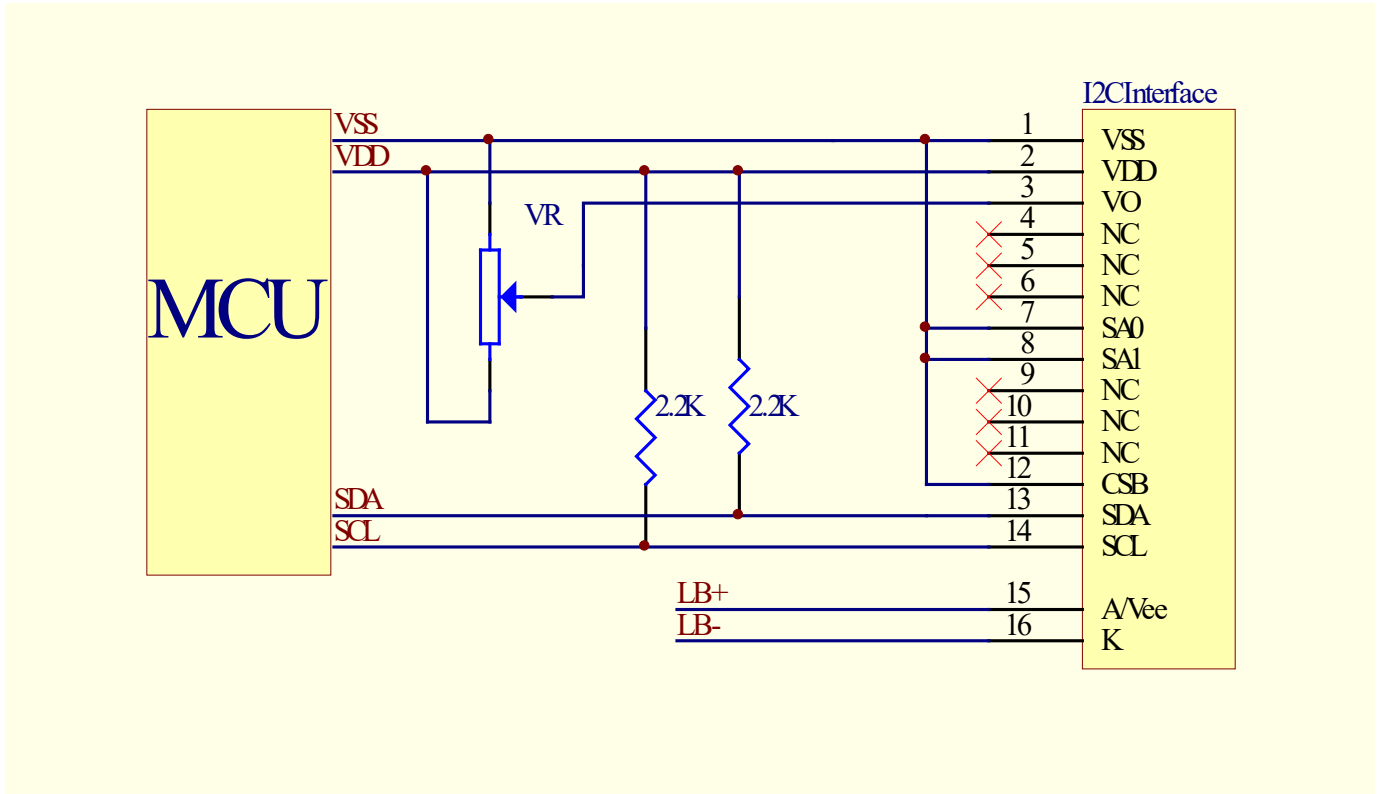 I2CInterface
VSS
1
VSS
VDD
2
VDD
3
VO
VR
4
NC
5
NC
6
NC
MCU
7
SA0
8
SA1
9
NC
2.2K
2.2K
10
NC
11
NC
12
CSB
SDA
13
SDA
SCL
14
SCL
LB+
15
A/Vee
LB-
16
K